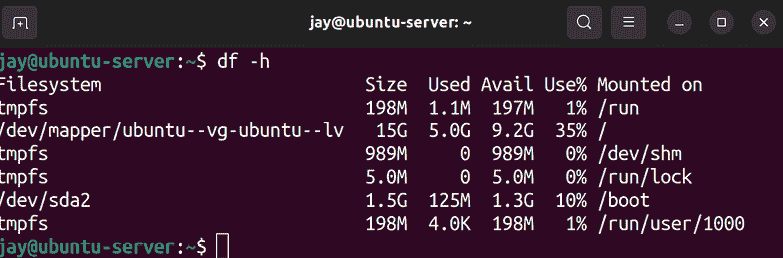 jay@ubuntu-server: ~
jay@ubuntu-server:~$ df -h
Filesystem                         Size  Used Avail Use% Mounted on
tmpfs                              198M  1.1M  197M   1% /run
/dev/mapper/ubuntu--vg-ubuntu--lv   15G  5.0G  9.2G  35% /
tmpfs                              989M     0  989M   0% /dev/shm
tmpfs                              5.0M     0  5.0M   0% /run/lock
/dev/sda2                          1.5G  125M  1.3G  10% /boot
tmpfs                              198M  4.0K  198M   1% /run/user/1000
jay@ubuntu-server:~$